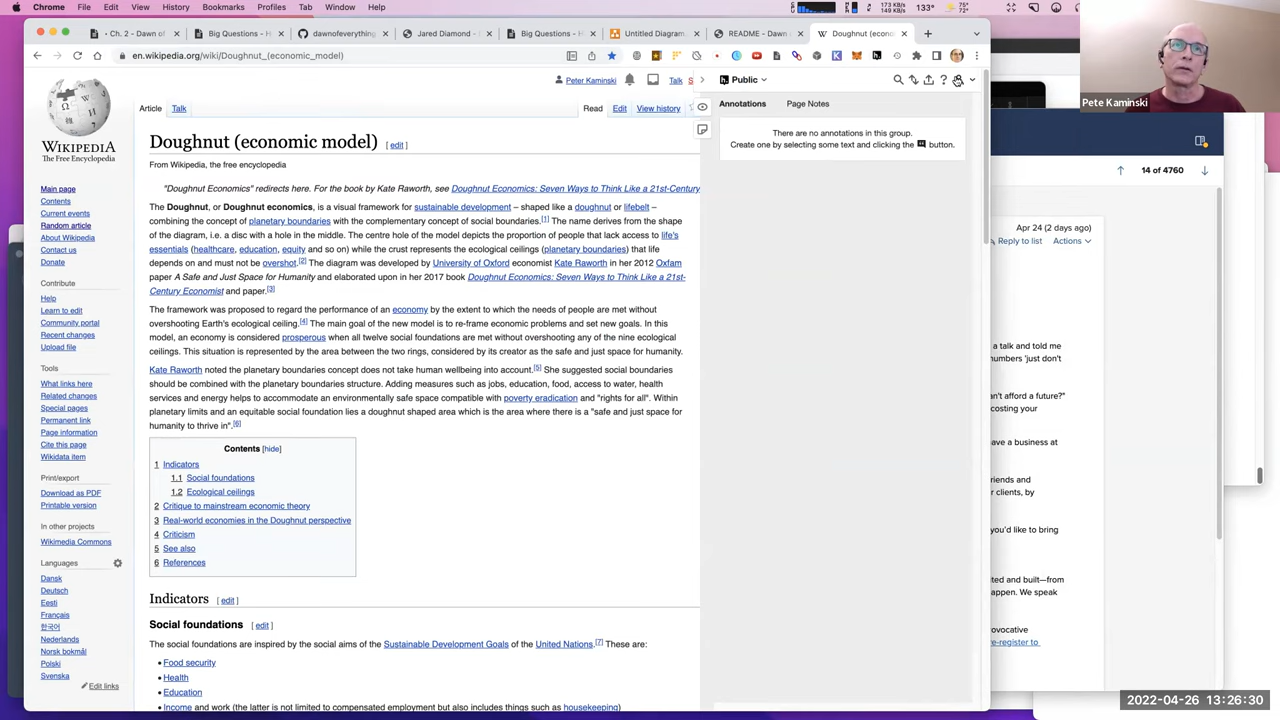 Chrome File Edit View History Bookmarks Profiles Tab Window Help
173 KB/s
149 KB/s
133°
75°
72°
Ch. 2 - Dawn of
Big Questions - H
dawnofeverything
Jared Diamond -
Big Questions - H
Untitled Diagram
README - Dawn
Doughnut (econo
en.wikipedia.org/wiki/Doughnut_(economic_model)
WIKIPEDIA
The Free Encyclopedia
Main page
Contents
Current events
Random article
About Wikipedia
Contact us
Donate
Contribute
Help
Learn to edit
Community portal
Recent changes
Upload file
Tools
What links here
Related changes
Special pages
Permanent link
Page information
Cite this page
Wikidata item
Print/export
Download as PDF
Printable version
In other projects
Wikimedia Commons
Languages
Dansk
Deutsch
Eesti
Français
한국어
Nederlands
Norsk bokmål
Polski
Svenska
Edit links
Peter Kaminski Talk S
Article Talk Read Edit View history
Doughnut (economic model) [ edit ]
From Wikipedia, the free encyclopedia
"Doughnut Economics" redirects here. For the book by Kate Raworth, see Doughnut Economics: Seven Ways to Think Like a 21st-Century
The Doughnut, or Doughnut economics, is a visual framework for sustainable development – shaped like a doughnut or lifebelt –
combining the concept of planetary boundaries with the complementary concept of social boundaries.[1] The name derives from the shape
of the diagram, i.e. a disc with a hole in the middle. The centre hole of the model depicts the proportion of people that lack access to life's
essentials (healthcare, education, equity and so on) while the crust represents the ecological ceilings (planetary boundaries) that life
depends on and must not be overshot.[2] The diagram was developed by University of Oxford economist Kate Raworth in her 2012 Oxfam
paper A Safe and Just Space for Humanity and elaborated upon in her 2017 book Doughnut Economics: Seven Ways to Think Like a 21st-
Century Economist and paper.[3]
The framework was proposed to regard the performance of an economy by the extent to which the needs of people are met without
overshooting Earth's ecological ceiling.[4] The main goal of the new model is to re-frame economic problems and set new goals. In this
model, an economy is considered prosperous when all twelve social foundations are met without overshooting any of the nine ecological
ceilings. This situation is represented by the area between the two rings, considered by its creator as the safe and just space for humanity.
Kate Raworth noted the planetary boundaries concept does not take human wellbeing into account.[5] She suggested social boundaries
should be combined with the planetary boundaries structure. Adding measures such as jobs, education, food, access to water, health
services and energy helps to accommodate an environmentally safe space compatible with poverty eradication and "rights for all". Within
planetary limits and an equitable social foundation lies a doughnut shaped area which is the area where there is a "safe and just space for
humanity to thrive in".[6]
Contents [hide]
1 Indicators
1.1 Social foundations
1.2 Ecological ceilings
2 Critique to mainstream economic theory
3 Real-world economies in the Doughnut perspective
4 Criticism
5 See also
6 References
Indicators [ edit ]
Social foundations [ edit ]
The social foundations are inspired by the social aims of the Sustainable Development Goals of the United Nations.[7] These are:
• Food security
• Health
• Education
• Income and work (the latter is not limited to compensated employment but also includes things such as housekeeping)
Public
Annotations Page Notes
There are no annotations in this group.
Create one by selecting some text and clicking the button.
Pete Kaminski
14 of 4760
Apr 24 (2 days ago)
Reply to list Actions
a talk and told me
numbers 'just don't
an't afford a future?"
costing your
have a business at
riends and
r clients, by
you'd like to bring
ited and built—from
appen. We speak
ovocative
e-register to
2022-04-26 13:26:30